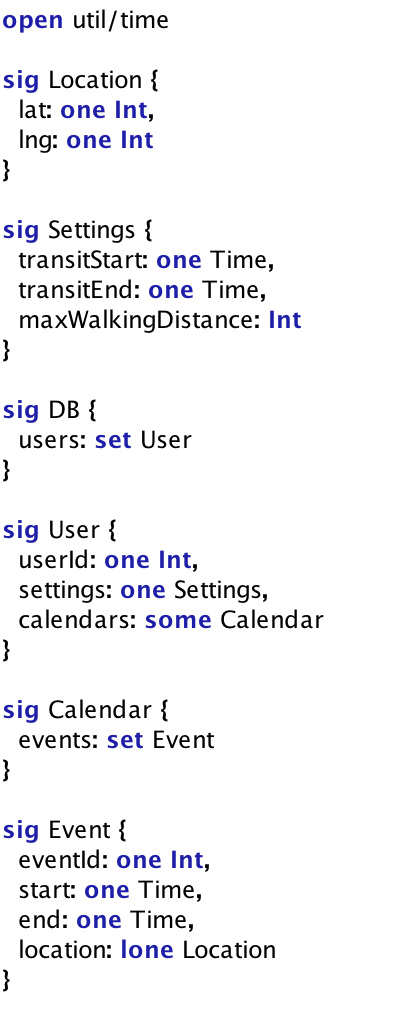 open util/time
sig Location {
lat: one Int,
lng: one Int
}
sig Settings {
transitStart: one Time,
transitEnd: one Time,
maxWalkingDistance: Int
}
sig DB {
users: set User
}
sig User {
userId: one Int,
settings: one Settings,
calendars: some Calendar
}
sig Calendar {
events: set Event
}
sig Event {
eventId: one Int,
start: one Time,
end: one Time,
location: lone Location
}